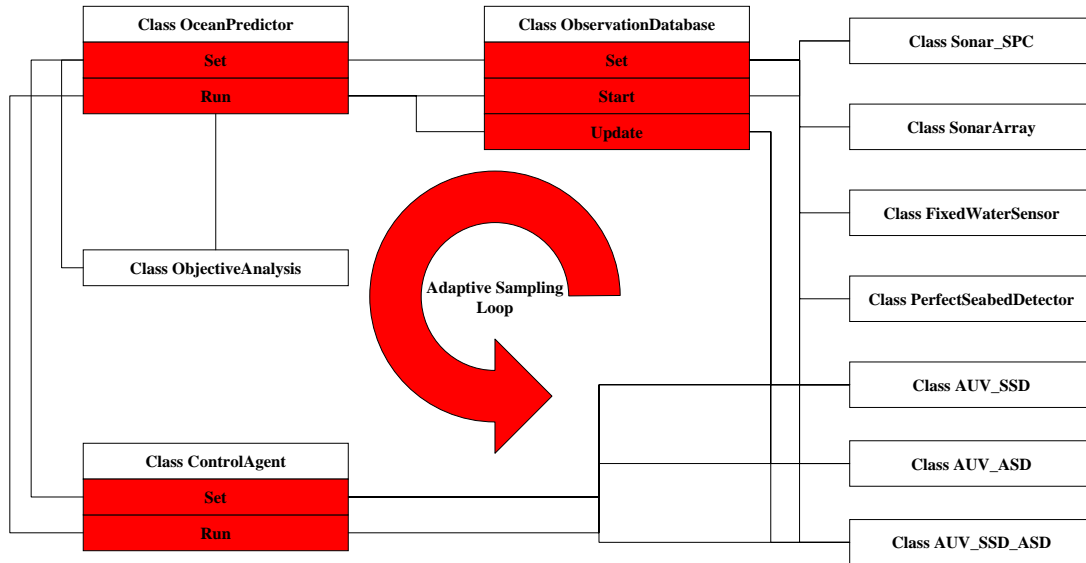 Class OceanPredictor
Set
Run
Class ObservationDatabase
Set
Start
Update
Class Sonar_SPC
Class SonarArray
Class FixedWaterSensor
Class PerfectSeabedDetector
Class AUV_SSD
Class AUV_ASD
Class AUV_SSD_ASD
Class ObjectiveAnalysis
Adaptive Sampling
Loop
Class ControlAgent
Set
Run